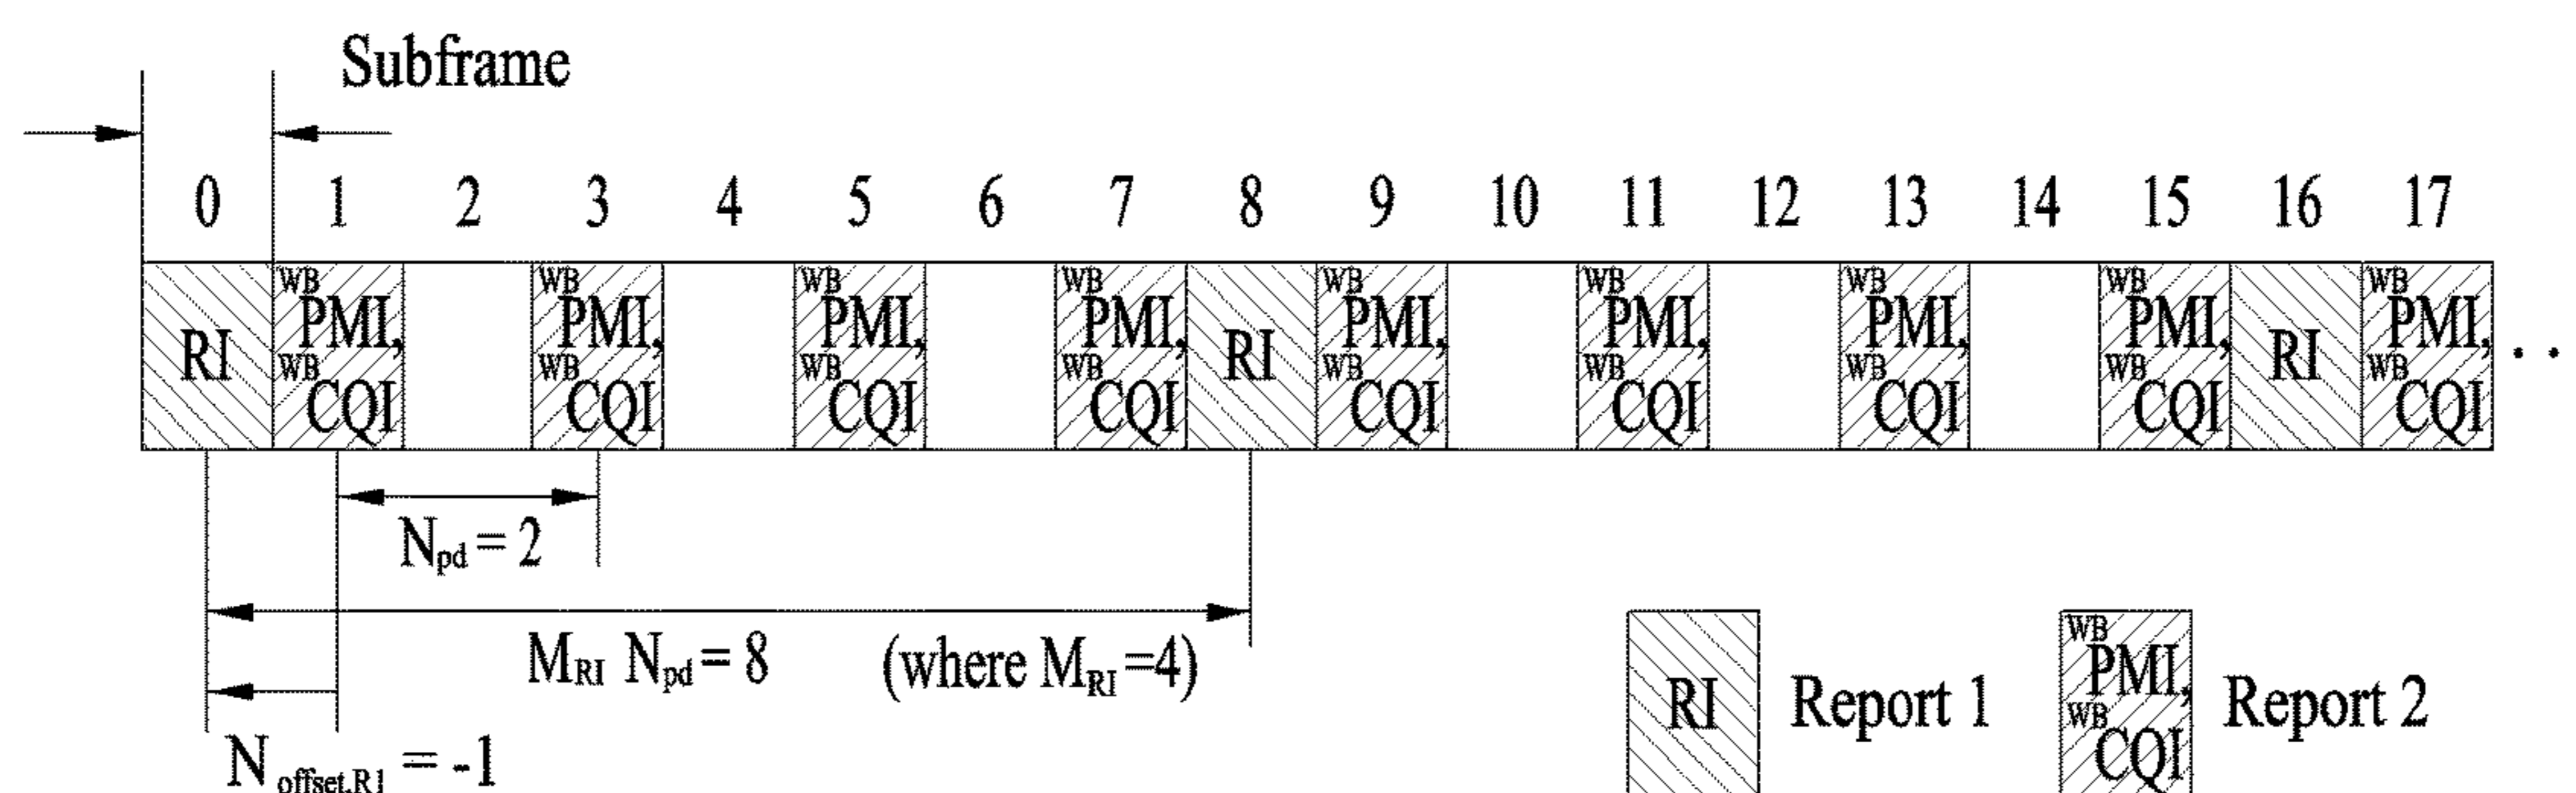 Subframe
0 1 2 3 4 5 6 7 8 9 10 11 12 13 14 15 16 17
RI
WB PMI,
WB CQI
WB PMI,
WB CQI
WB PMI,
WB CQI
WB PMI,
WB CQI
RI
WB PMI,
WB CQI
WB PMI,
WB CQI
WB PMI,
WB CQI
WB PMI,
WB CQI
RI
WB PMI,
WB CQI
. .
Npd = 2
MRI Npd = 8 (where MRI =4)
Noffset,R1 = -1
RI Report 1
WB PMI,
WB CQI
Report 2